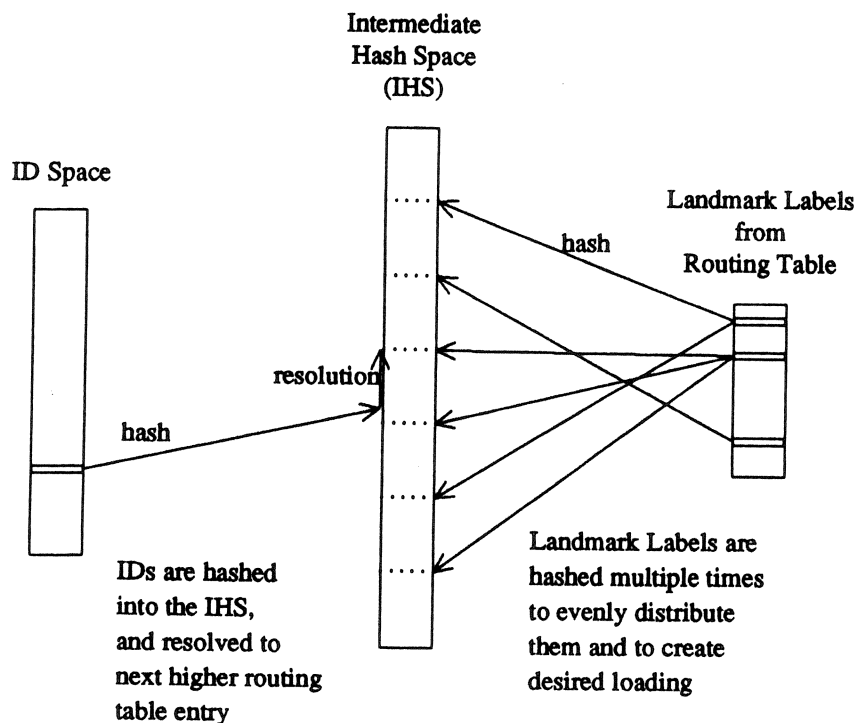 Intermediate
Hash Space
(IHS)
ID Space
Landmark Labels
from
Routing Table
hash
resolution
hash
IDs are hashed
into the IHS,
and resolved to
next higher routing
table entry
Landmark Labels are
hashed multiple times
to evenly distribute
them and to create
desired loading